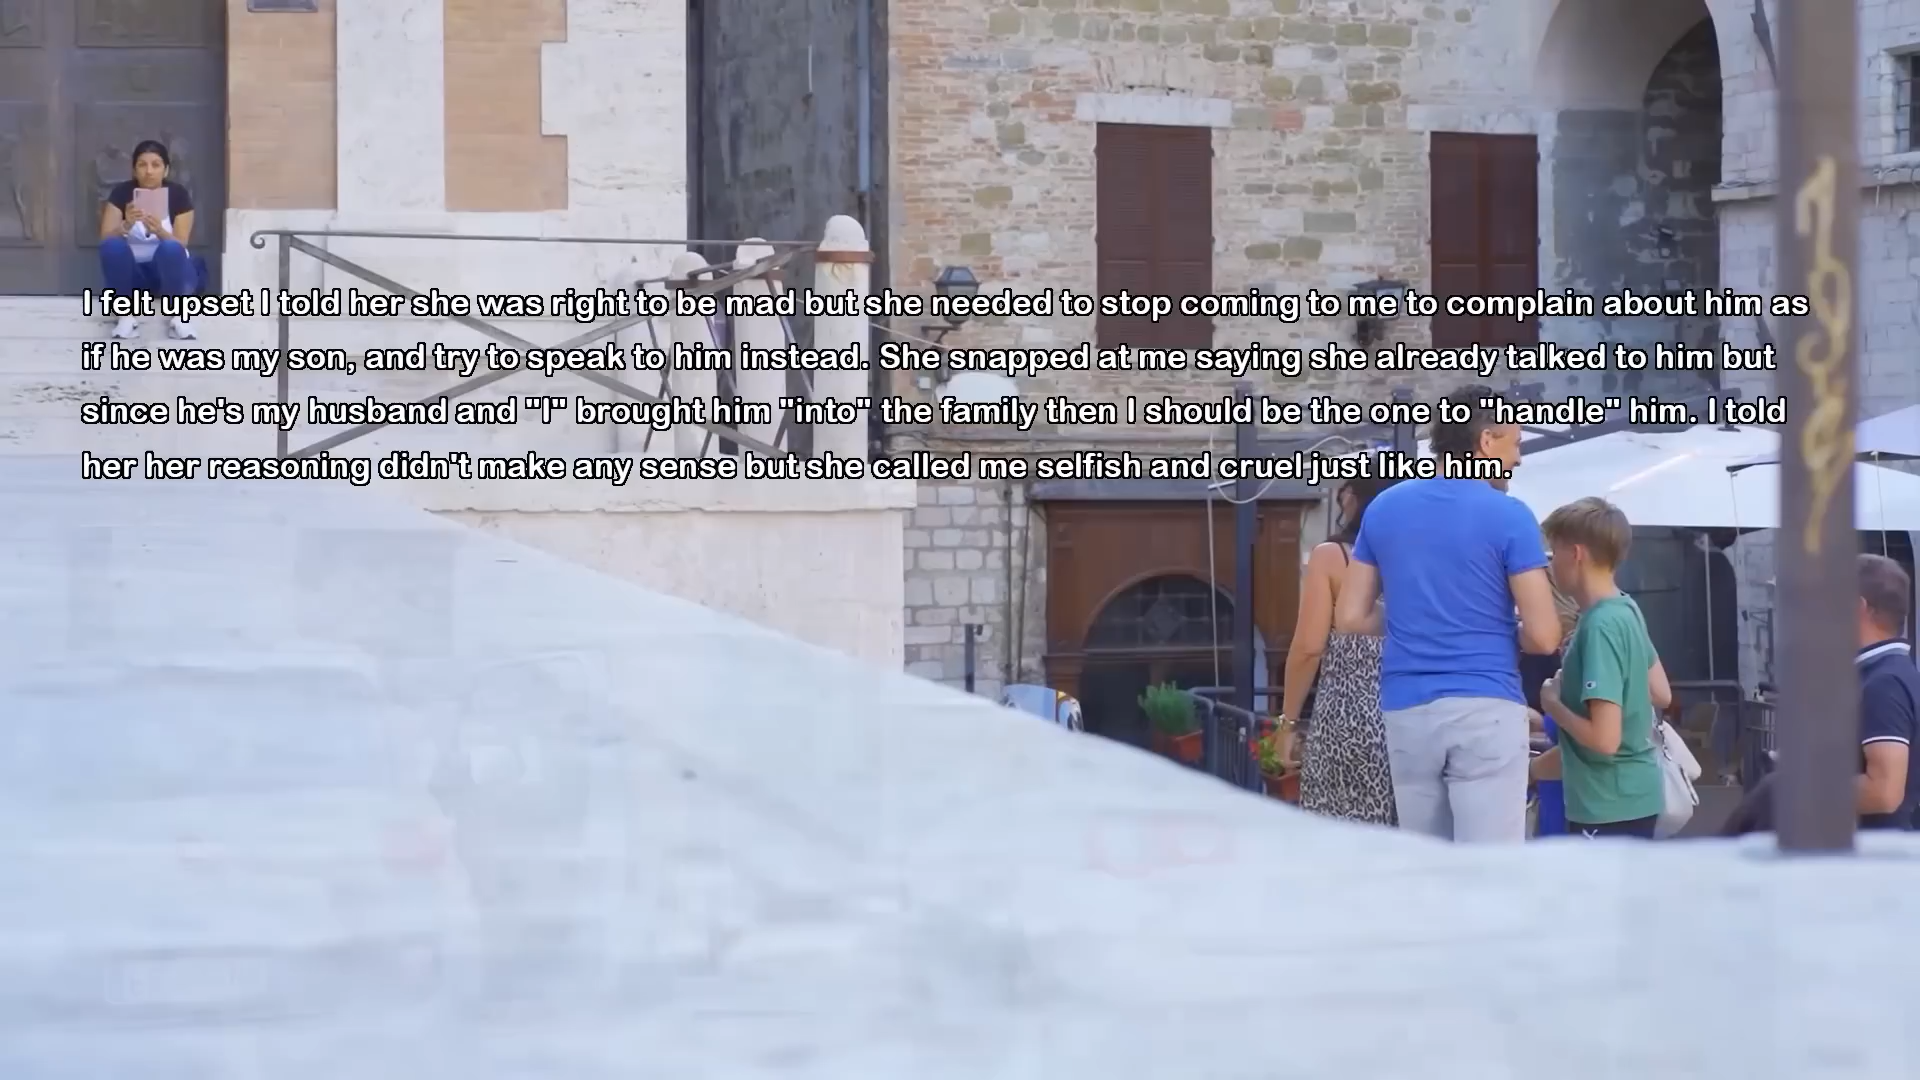 I felt upset I told her she was right to be mad but she needed to stop coming to me to complain about him as
if he was my son, and try to speak to him instead. She snapped at me saying she already talked to him but
since he's my husband and "I" brought him "into" the family then I should be the one to "handle" him. I told
her her reasoning didn't make any sense but she called me selfish and cruel just like him.